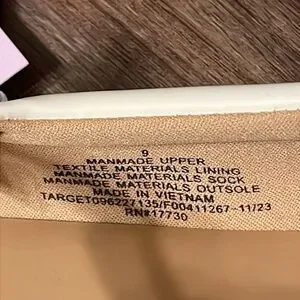 9
MANMADE UPPER
TEXTILE MATERIALS LINING
MANMADE MATERIALS SOCK
MANMADE MATERIALS OUTSOLE
MADE IN VIETNAM
TARGET096227135/F00411267-11/23
RN#17730